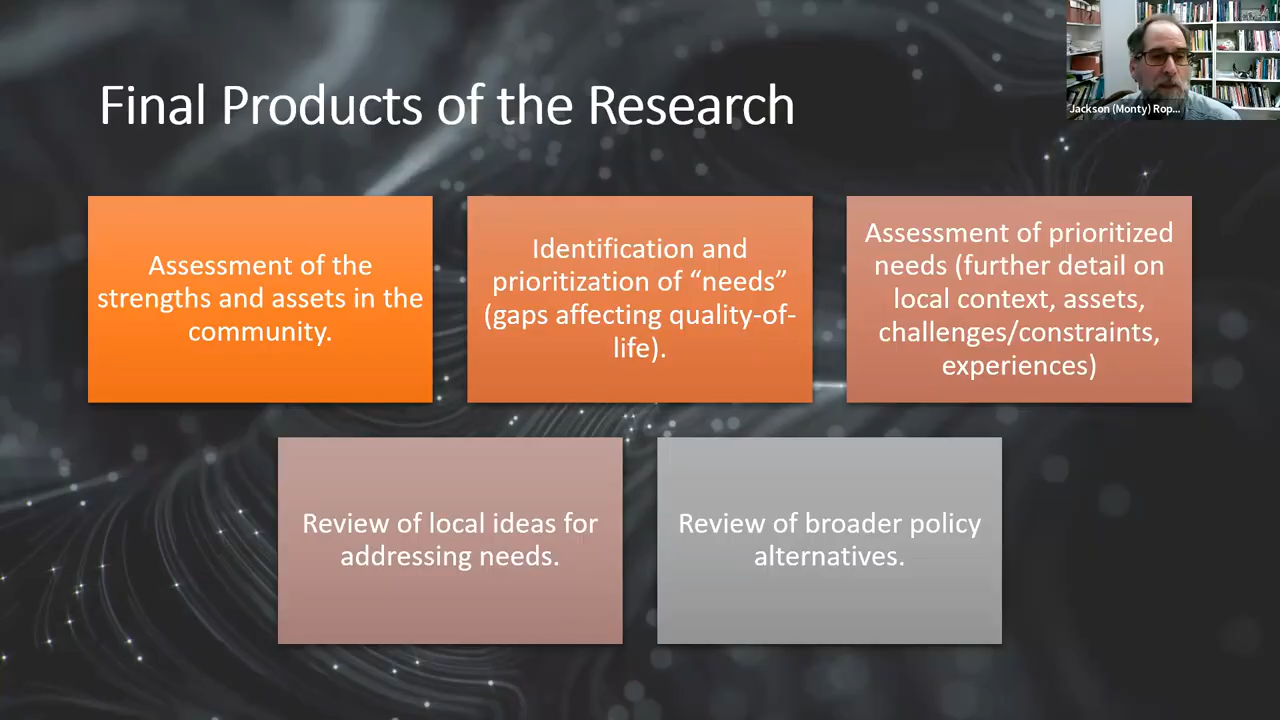 Jackson (Monty) Rop...
Final Products of the Research
Assessment of the
strengths and assets in the
community.
Identification and
prioritization of “needs”
(gaps affecting quality-of-
life).
Assessment of prioritized
needs (further detail on
local context, assets,
challenges/constraints,
experiences)
Review of local ideas for
addressing needs.
Review of broader policy
alternatives.